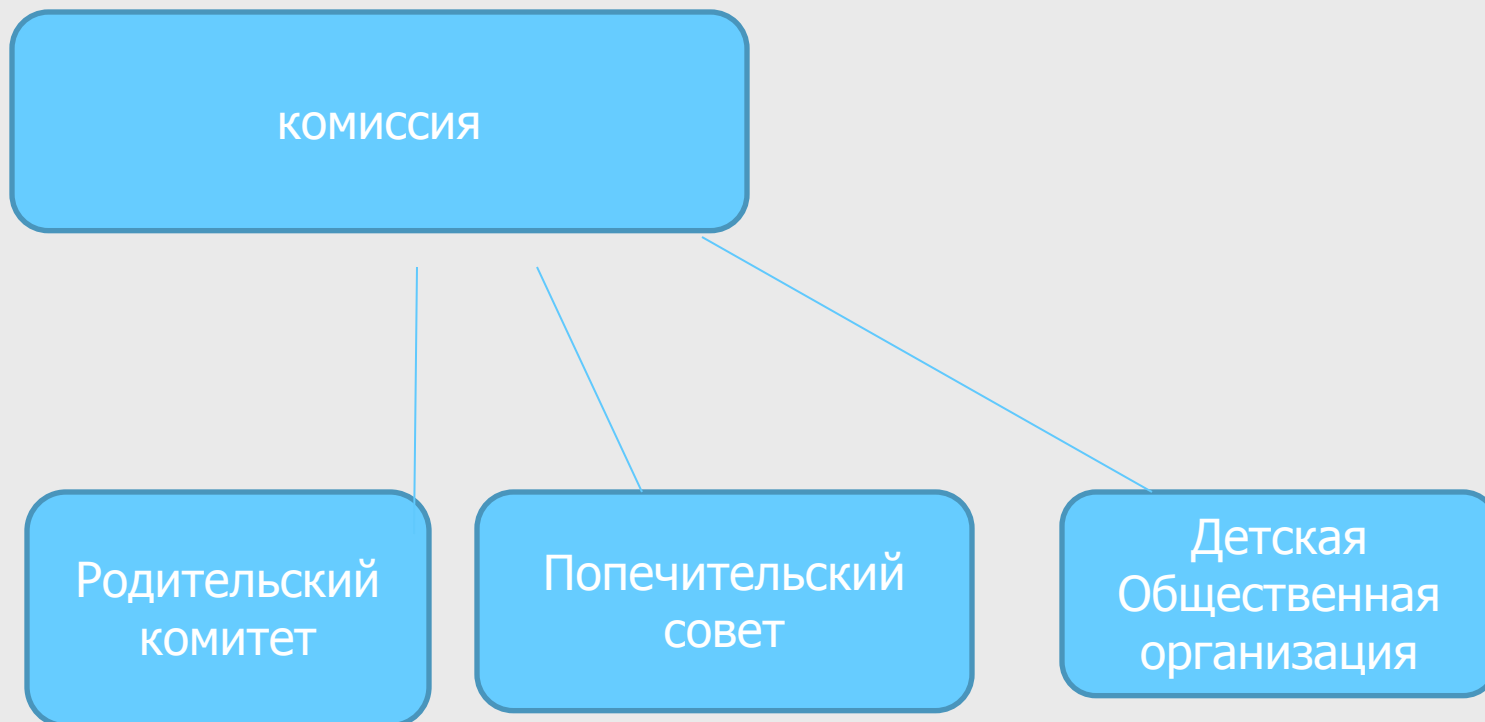 комиссия
Родительский
комитет
Попечительский
совет
Детская
Общественная
организация